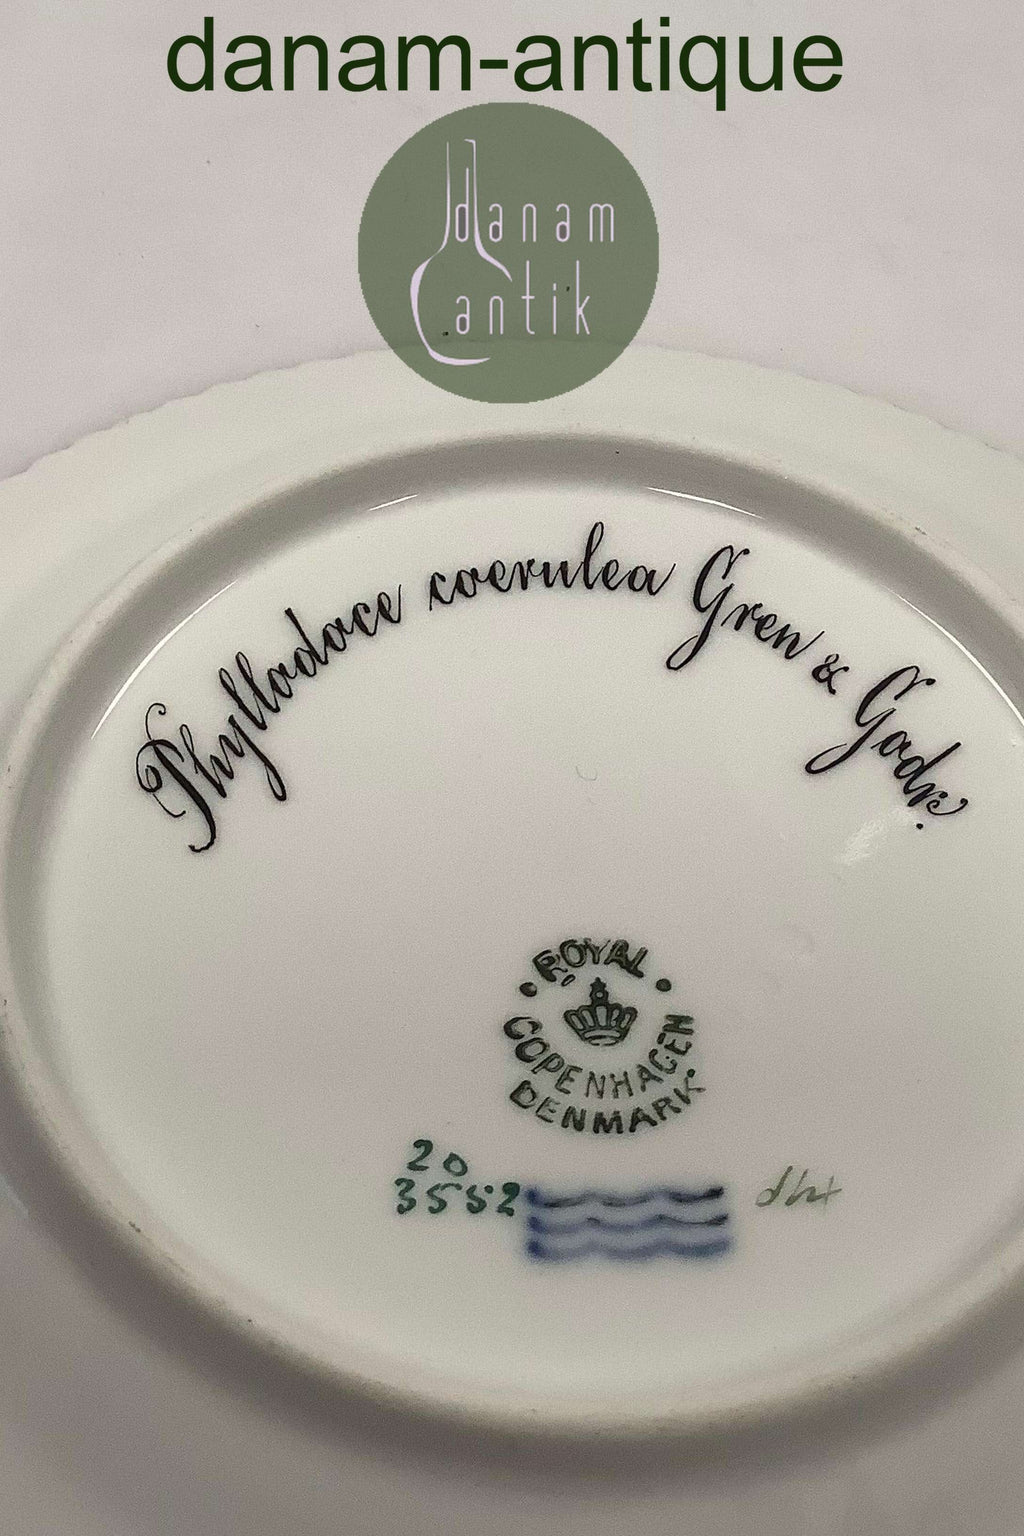 danam-antique
danam
antik
Phyllodoce coerulea Gren & Godr.
ROYAL
COPENHAGEN
DENMARK
20
3552